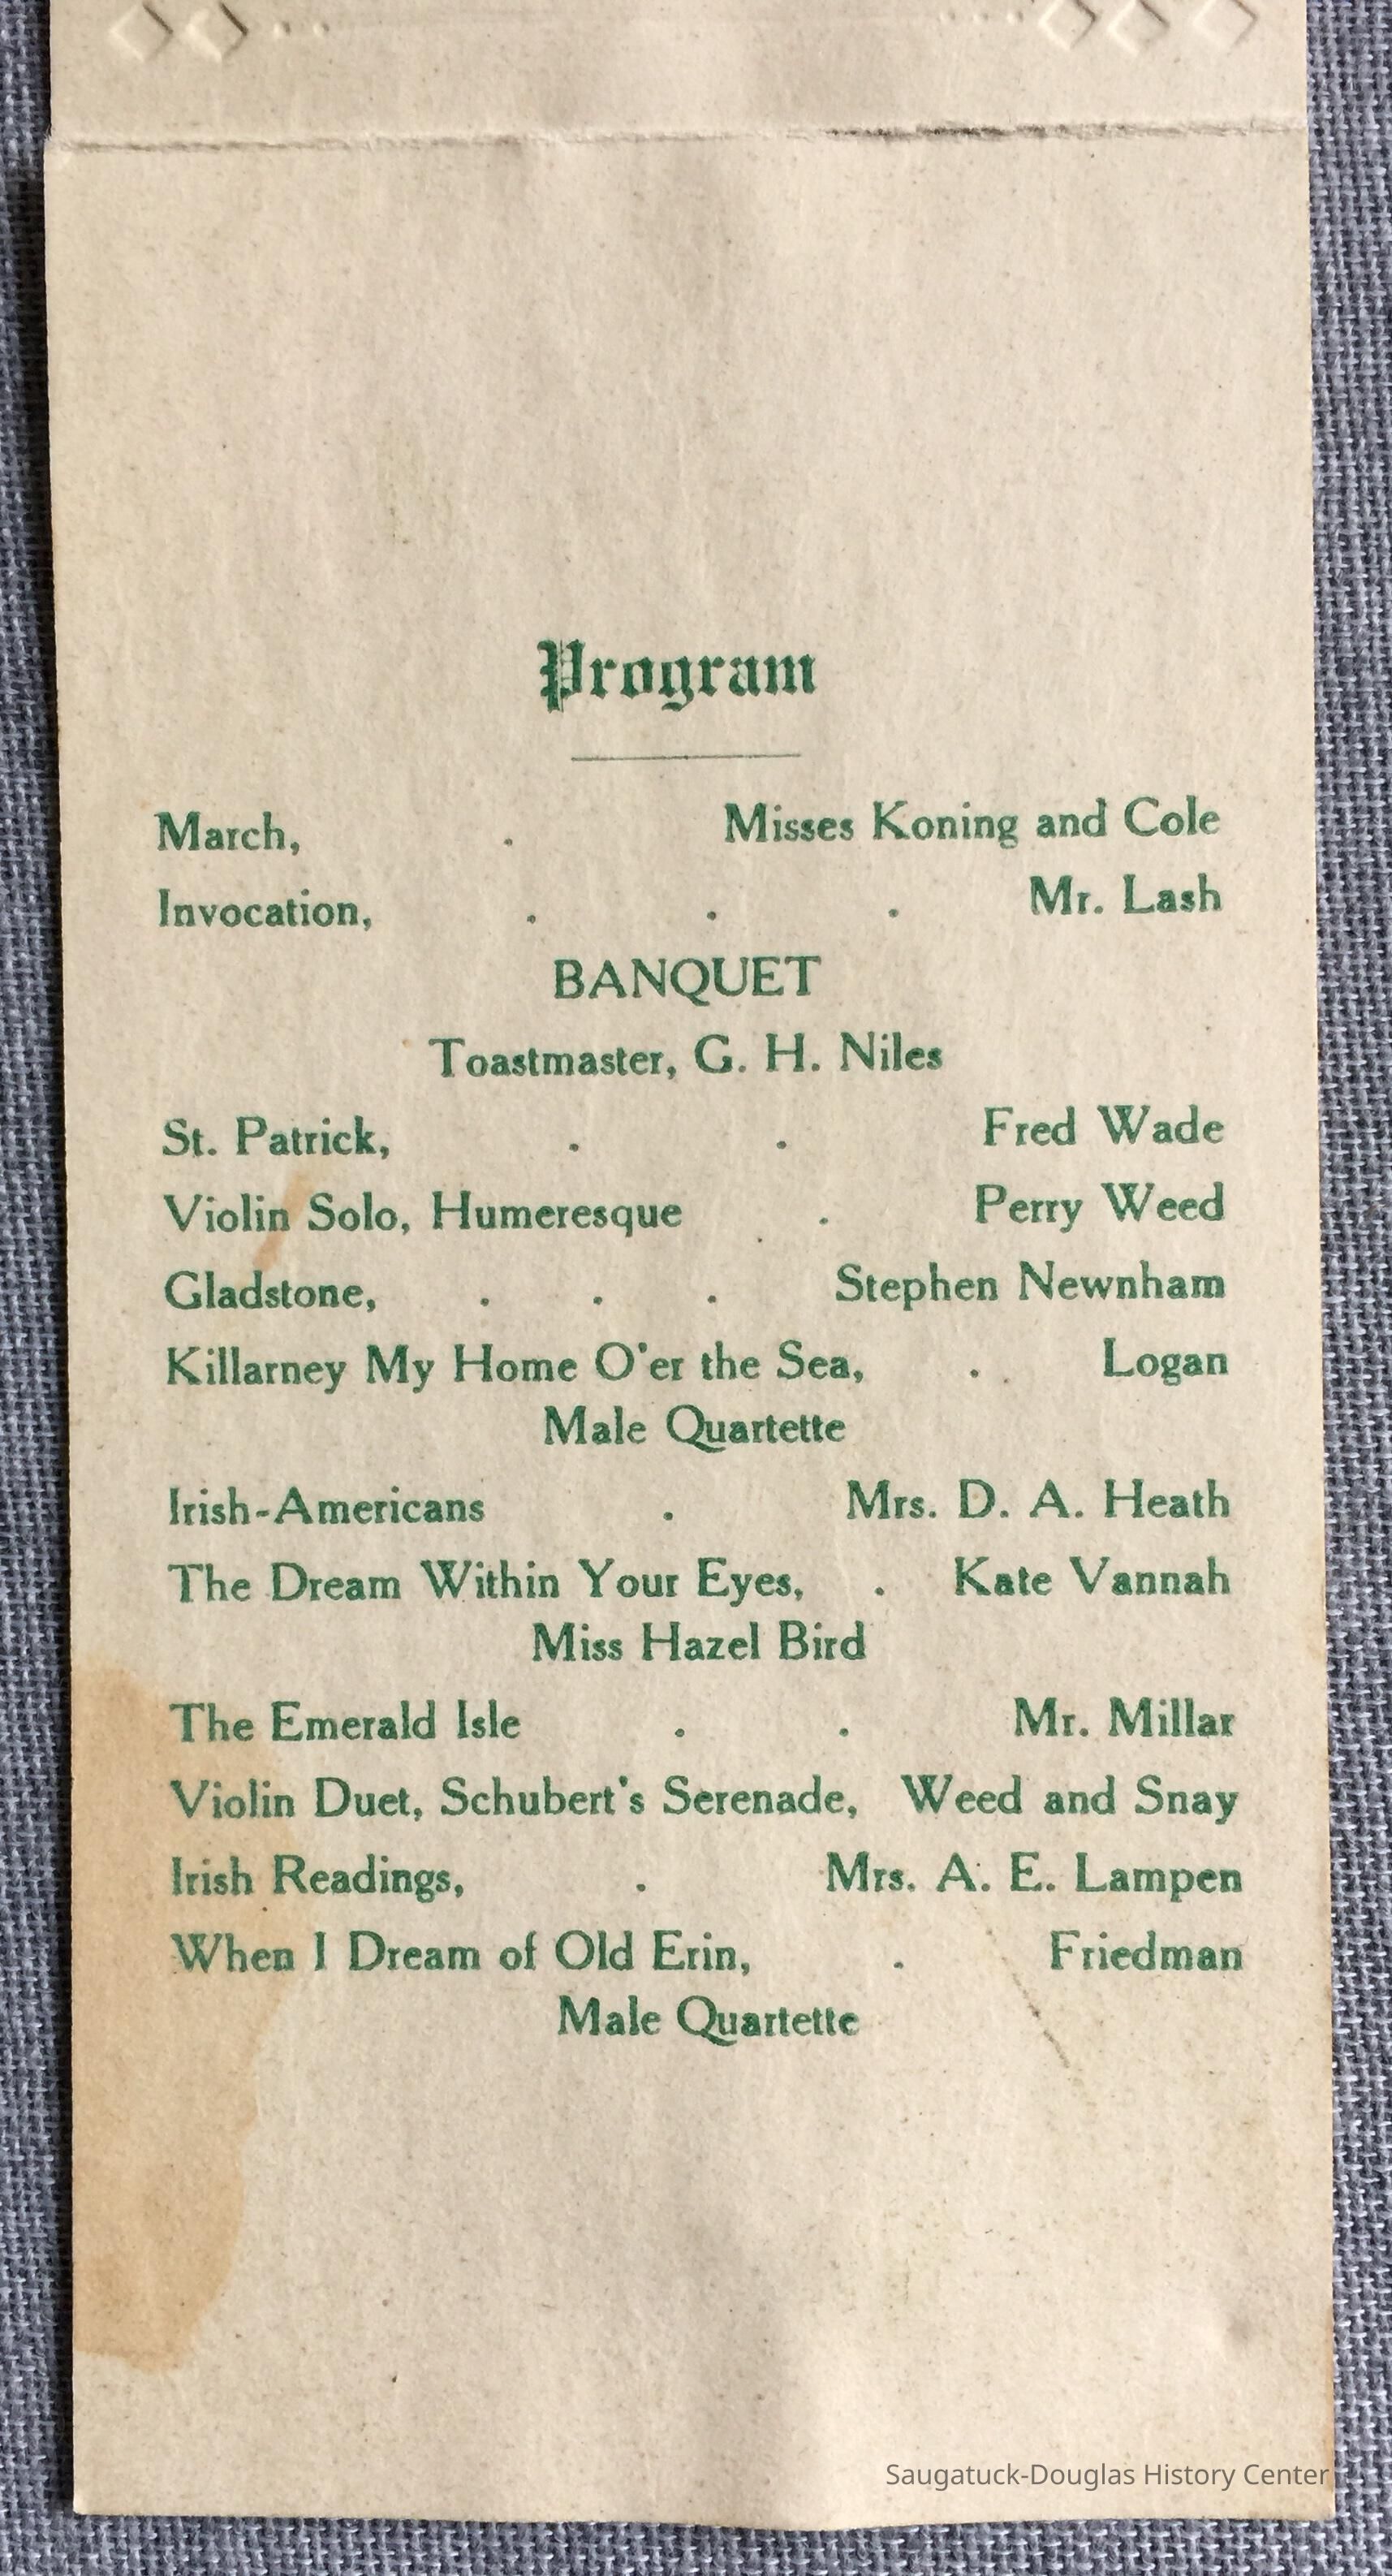 Program
March, . Misses Koning and Cole
Invocation, . . . Mr. Lash
BANQUET
Toastmaster, G. H. Niles
St. Patrick, . . Fred Wade
Violin Solo, Humeresque . Perry Weed
Gladstone, . . . Stephen Newnham
Killarney My Home O'er the Sea, . . Logan
Male Quartette
Irish-Americans . Mrs. D. A. Heath
The Dream Within Your Eyes, . Kate Vannah
Miss Hazel Bird
The Emerald Isle . . Mr. Millar
Violin Duet, Schubert's Serenade, Weed and Snay
Irish Readings, . Mrs. A. E. Lampen
When I Dream of Old Erin, . Friedman
Male Quartette
Saugatuck-Douglas History Center